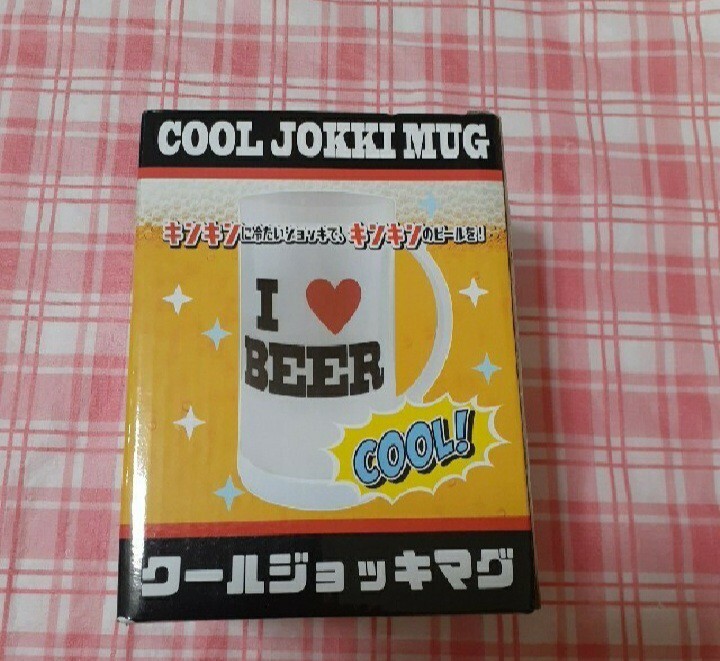 COOL JOKKI MUG
キンキンに冷たいジョッキで、キンキンのビールを!
I ♥
BEER
COOL!
クールジョッキマグ